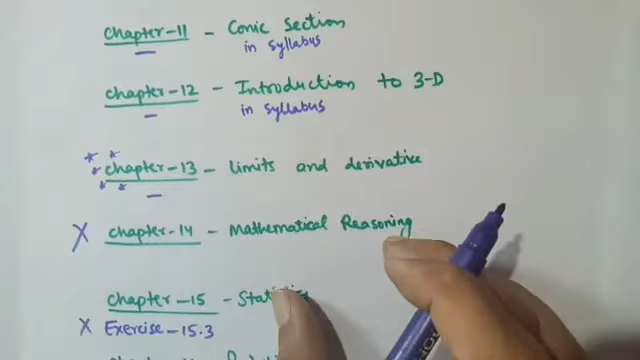 chapter-11 - Conic Section
in syllabus
chapter-12 - Introduction to 3-D
in syllabus
chapter-13 - Limits and derivative
X chapter-14 - Mathematical Reasoning
chapter-15 -
X Exercise-15.3